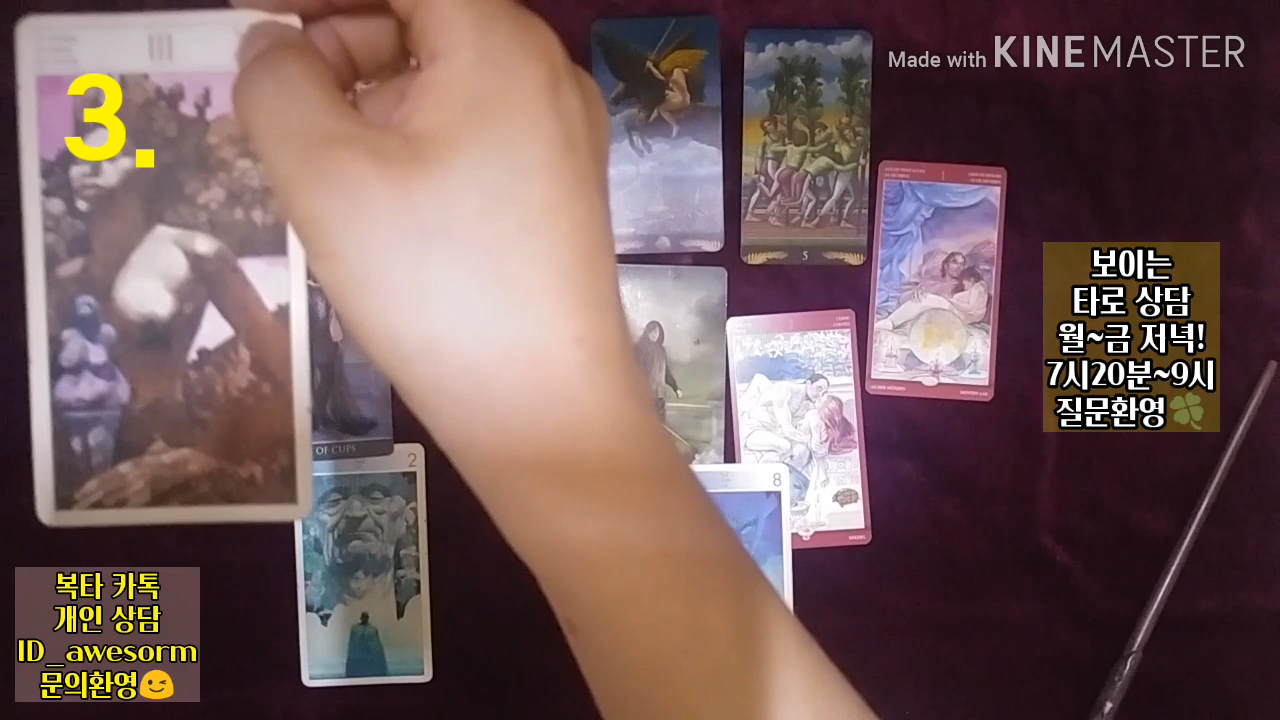 III
3.
Made with KINEMASTER
5
보이는
타로 상담
월~금 저녁!
7시20분~9시
질문환영🍀
OF CUPS
2
8
복타 카톡
개인 상담
ID_awesorm
문의환영😉